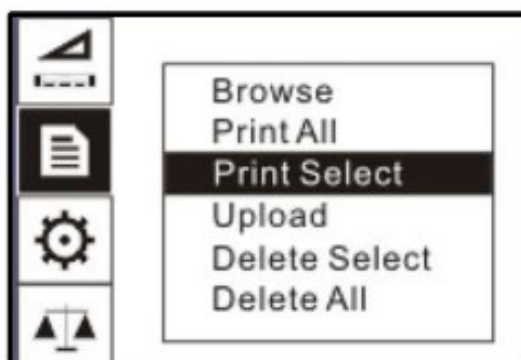 Browse
Print All
Print Select
Upload
Delete Select
Delete All